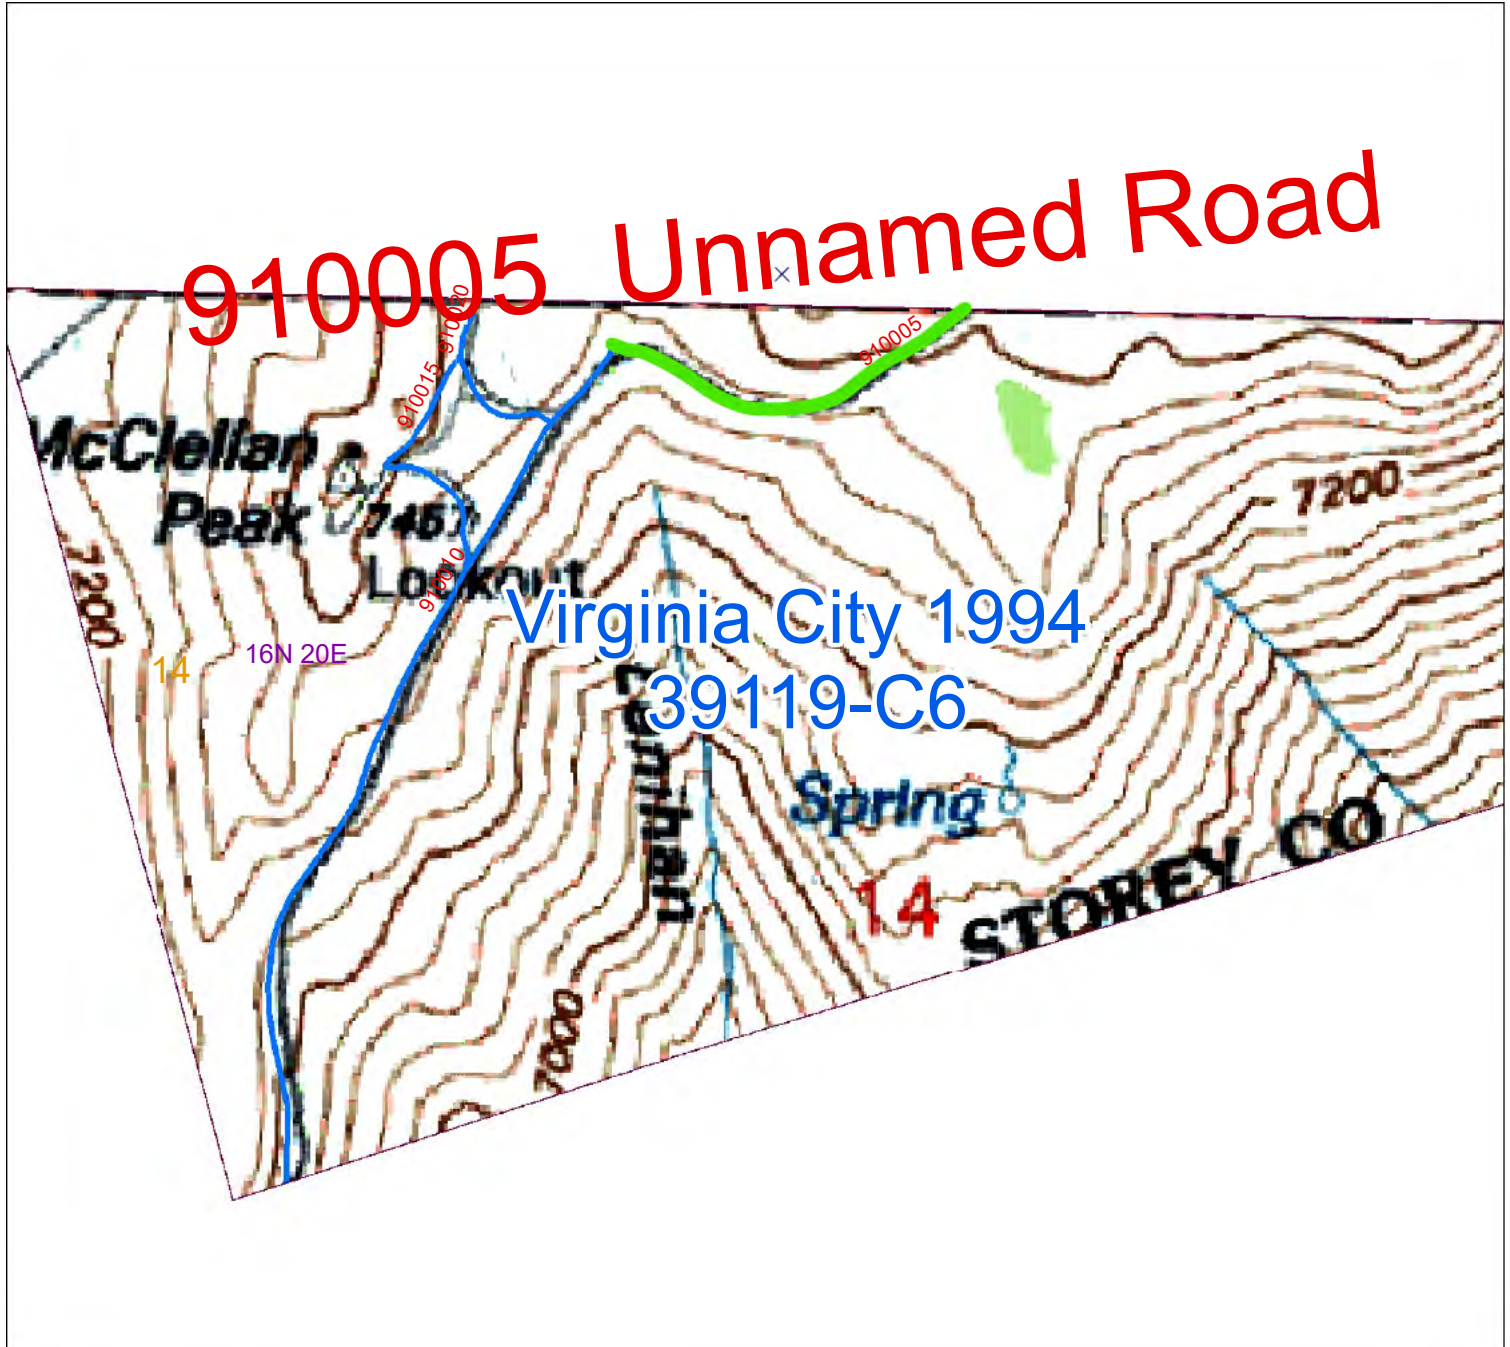 910005 Unnamed Road
910020
910005
910015
McClellan
Peak
7457
Lookout
7200
910010
7200
Virginia City 1994
39119-C6
16N 20E
14
Lenihan
Spring
14
STOREY CO
7000